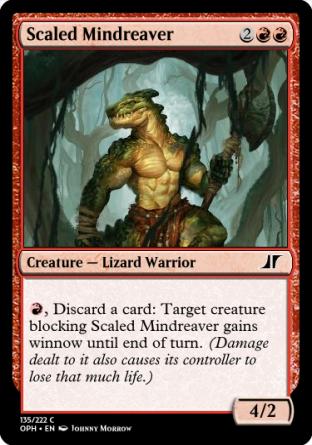 Scaled Mindreaver 2
Creature — Lizard Warrior
, Discard a card: Target creature
blocking Scaled Mindreaver gains
winnow until end of turn. (Damage
dealt to it also causes its controller to
lose that much life.)
4/2
135/222 C
OPH • EN Johnny Morrow